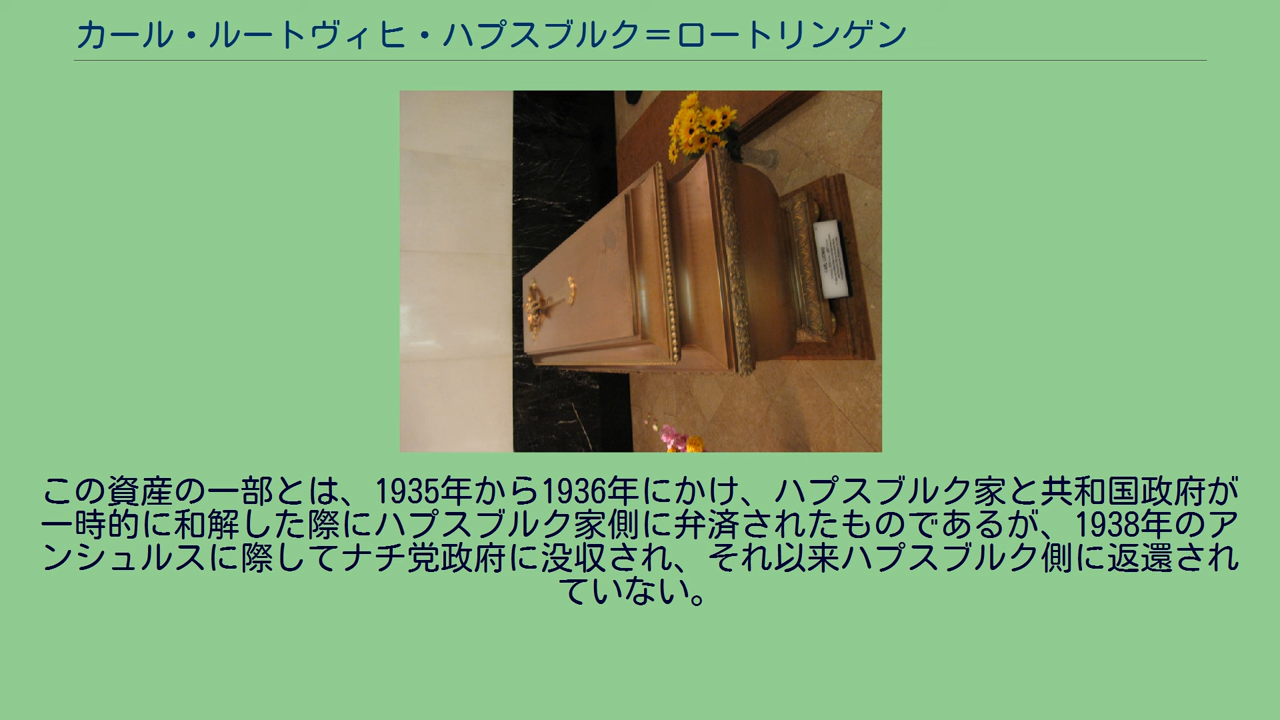 カール・ルートヴィヒ・ハプスブルク＝ロートリンゲン
この資産の一部とは、1935年から1936年にかけ、ハプスブルク家と共和国政府が
一時的に和解した際にハプスブルク家側に弁済されたものであるが、1938年のア
ンシュルスに際してナチ党政府に没収され、それ以来ハプスブルク側に返還され
ていない。